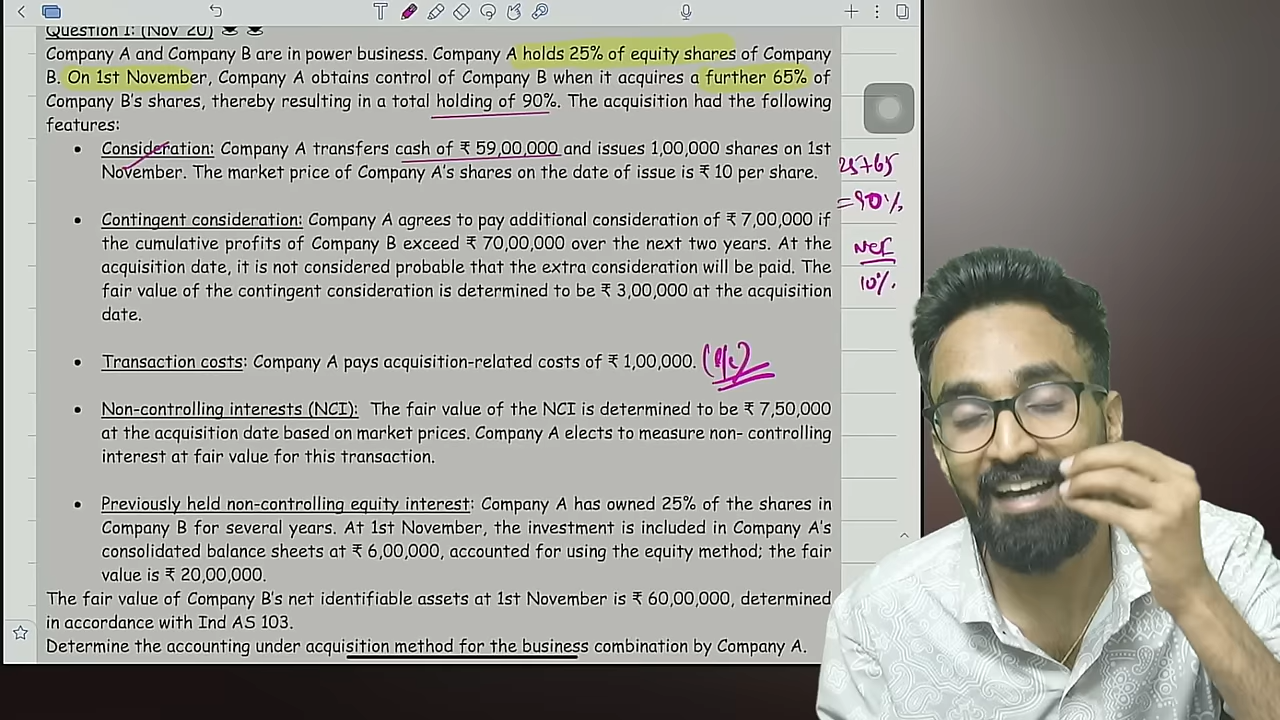 Question 1: (Nov 20)
Company A and Company B are in power business. Company A holds 25% of equity shares of Company
B. On 1st November, Company A obtains control of Company B when it acquires a further 65% of
Company B's shares, thereby resulting in a total holding of 90%. The acquisition had the following
features:
• Consideration: Company A transfers cash of ₹ 59,00,000 and issues 1,00,000 shares on 1st
November. The market price of Company A's shares on the date of issue is ₹ 10 per share.
25+65
=90%
• Contingent consideration: Company A agrees to pay additional consideration of ₹ 7,00,000 if
the cumulative profits of Company B exceed ₹ 70,00,000 over the next two years. At the
acquisition date, it is not considered probable that the extra consideration will be paid. The
fair value of the contingent consideration is determined to be ₹ 3,00,000 at the acquisition
date.
10%.
• Transaction costs: Company A pays acquisition-related costs of ₹ 1,00,000.
• Non-controlling interests (NCI): The fair value of the NCI is determined to be ₹ 7,50,000
at the acquisition date based on market prices. Company A elects to measure non- controlling
interest at fair value for this transaction.
• Previously held non-controlling equity interest: Company A has owned 25% of the shares in
Company B for several years. At 1st November, the investment is included in Company A's
consolidated balance sheets at ₹ 6,00,000, accounted for using the equity method; the fair
value is ₹ 20,00,000.
The fair value of Company B's net identifiable assets at 1st November is ₹ 60,00,000, determined
in accordance with Ind AS 103.
Determine the accounting under acquisition method for the business combination by Company A.